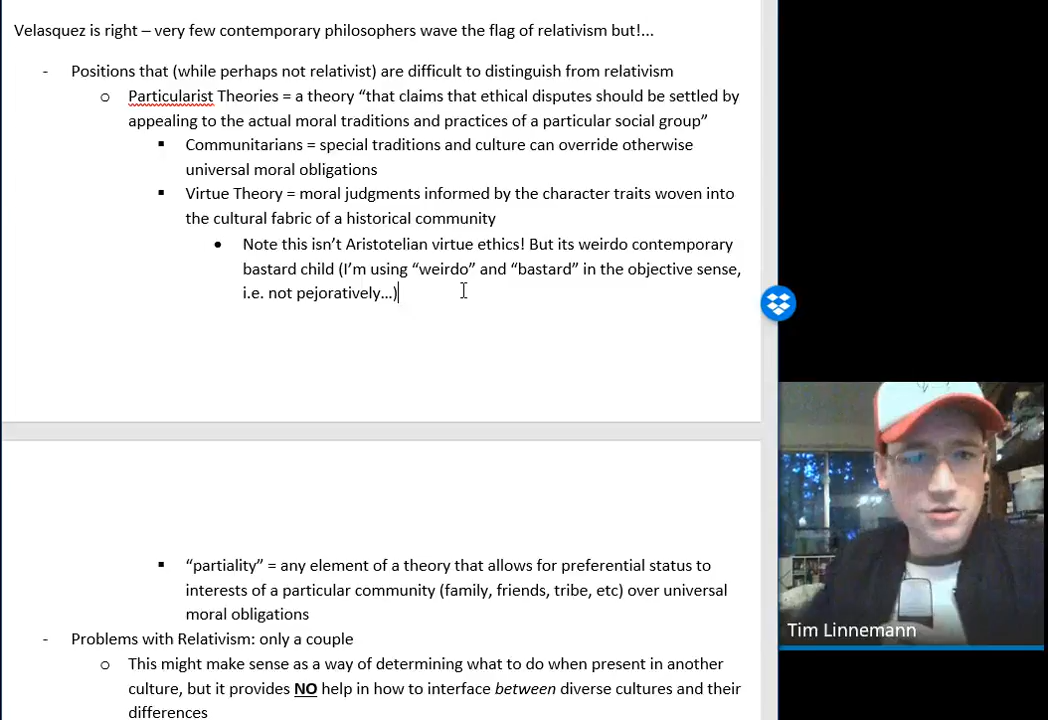 Velasquez is right – very few contemporary philosophers wave the flag of relativism but!...
- Positions that (while perhaps not relativist) are difficult to distinguish from relativism
o Particularist Theories = a theory “that claims that ethical disputes should be settled by
appealing to the actual moral traditions and practices of a particular social group”
▪ Communitarians = special traditions and culture can override otherwise
universal moral obligations
▪ Virtue Theory = moral judgments informed by the character traits woven into
the cultural fabric of a historical community
• Note this isn’t Aristotelian virtue ethics! But its weirdo contemporary
bastard child (I’m using “weirdo” and “bastard” in the objective sense,
i.e. not pejoratively…)
▪ “partiality” = any element of a theory that allows for preferential status to
interests of a particular community (family, friends, tribe, etc) over universal
moral obligations
- Problems with Relativism: only a couple
o This might make sense as a way of determining what to do when present in another
culture, but it provides NO help in how to interface between diverse cultures and their
differences
Tim Linnemann